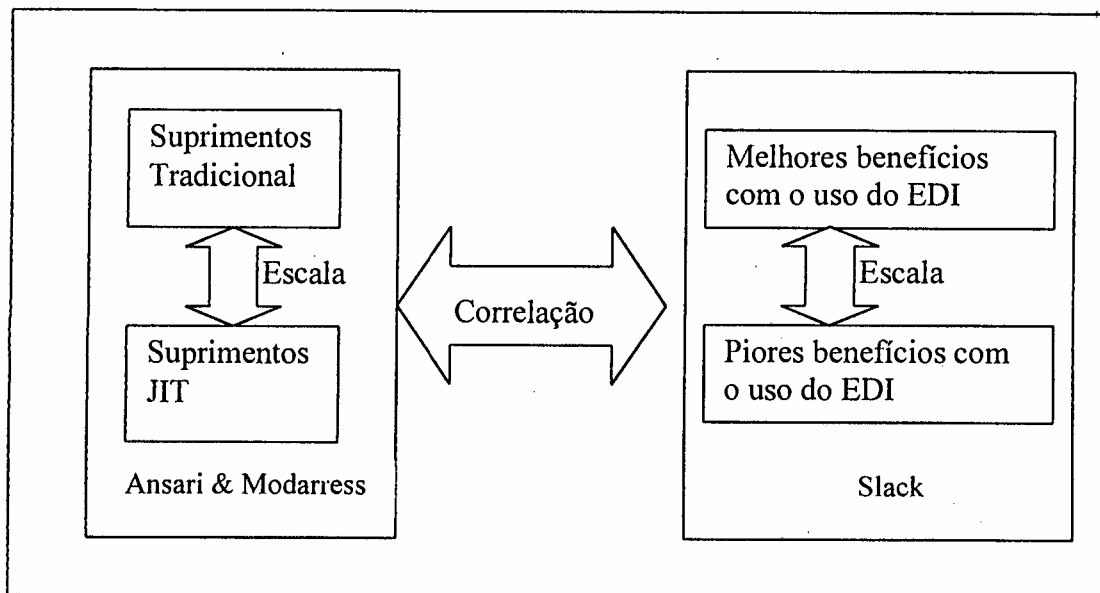 Suprimentos
Tradicional
Escala
Suprimentos
JIT
Ansari & Modarress
Correlação
Melhores benefícios
com o uso do EDI
Escala
Piores benefícios com
o uso do EDI
Slack